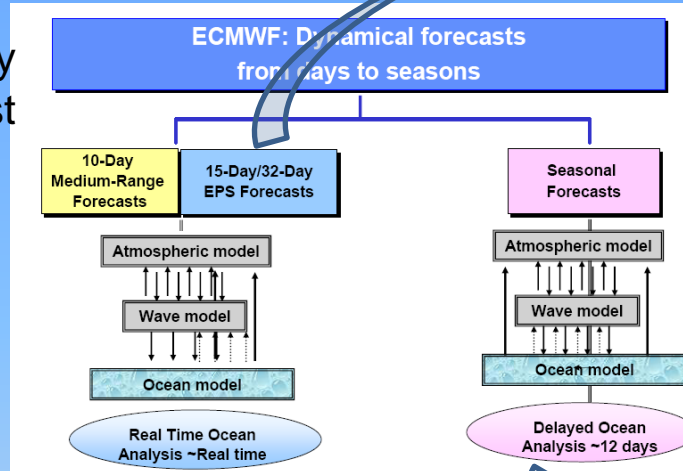 ECMWF: Dynamical forecasts
from days to seasons
y
st
10-Day
Medium-Range
Forecasts
15-Day/32-Day
EPS Forecasts
Seasonal
Forecasts
Atmospheric model
Wave model
Ocean model
Real Time Ocean
Analysis ~Real time
Atmospheric model
Wave model
Ocean model
Delayed Ocean
Analysis ~12 days